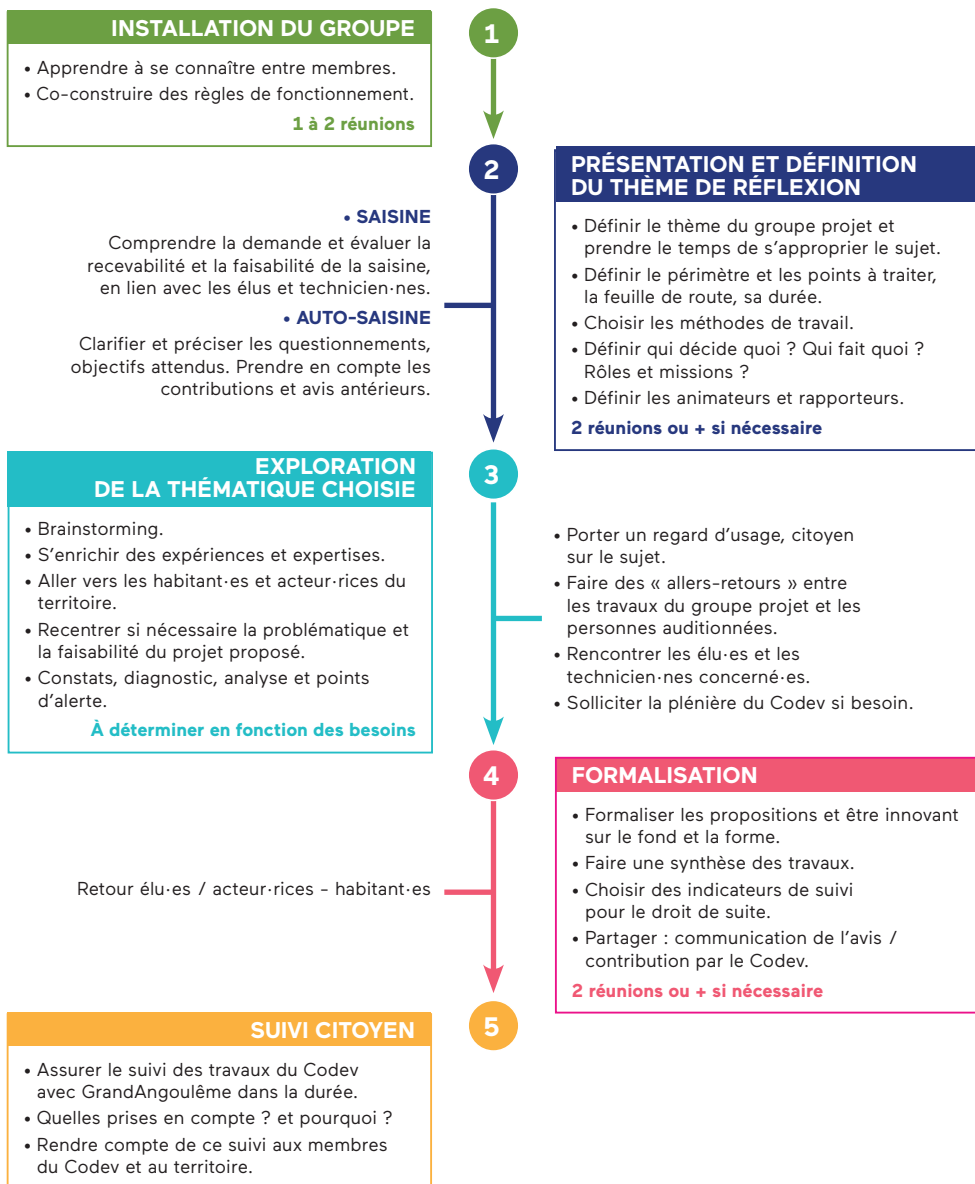 INSTALLATION DU GROUPE
• Apprendre à se connaître entre membres.
• Co-construire des règles de fonctionnement.
1 à 2 réunions
1
2
PRÉSENTATION ET DÉFINITION
DU THÈME DE RÉFLEXION
• Définir le thème du groupe projet et
prendre le temps de s'approprier le sujet.
• Définir le périmètre et les points à traiter,
la feuille de route, sa durée.
• Choisir les méthodes de travail.
• Définir qui décide quoi ? Qui fait quoi ?
Rôles et missions ?
• Définir les animateurs et rapporteurs.
2 réunions ou + si nécessaire
• SAISINE
Comprendre la demande et évaluer la
recevabilité et la faisabilité de la saisine,
en lien avec les élus et technicien·nes.
• AUTO-SAISINE
Clarifier et préciser les questionnements,
objectifs attendus. Prendre en compte les
contributions et avis antérieurs.
EXPLORATION
DE LA THÉMATIQUE CHOISIE
• Brainstorming.
• S'enrichir des expériences et expertises.
• Aller vers les habitant·es et acteur·rices du
territoire.
• Recentrer si nécessaire la problématique et
la faisabilité du projet proposé.
• Constats, diagnostic, analyse et points
d'alerte.
À déterminer en fonction des besoins
3
• Porter un regard d'usage, citoyen
sur le sujet.
• Faire des « allers-retours » entre
les travaux du groupe projet et les
personnes auditionnées.
• Rencontrer les élu·es et les
technicien·nes concerné·es.
• Solliciter la plénière du Codev si besoin.
4
FORMALISATION
• Formaliser les propositions et être innovant
sur le fond et la forme.
• Faire une synthèse des travaux.
• Choisir des indicateurs de suivi
pour le droit de suite.
• Partager : communication de l'avis /
contribution par le Codev.
2 réunions ou + si nécessaire
Retour élu·es / acteur·rices - habitant·es
5
SUIVI CITOYEN
• Assurer le suivi des travaux du Codev
avec GrandAngoulême dans la durée.
• Quelles prises en compte ? et pourquoi ?
• Rendre compte de ce suivi aux membres
du Codev et au territoire.